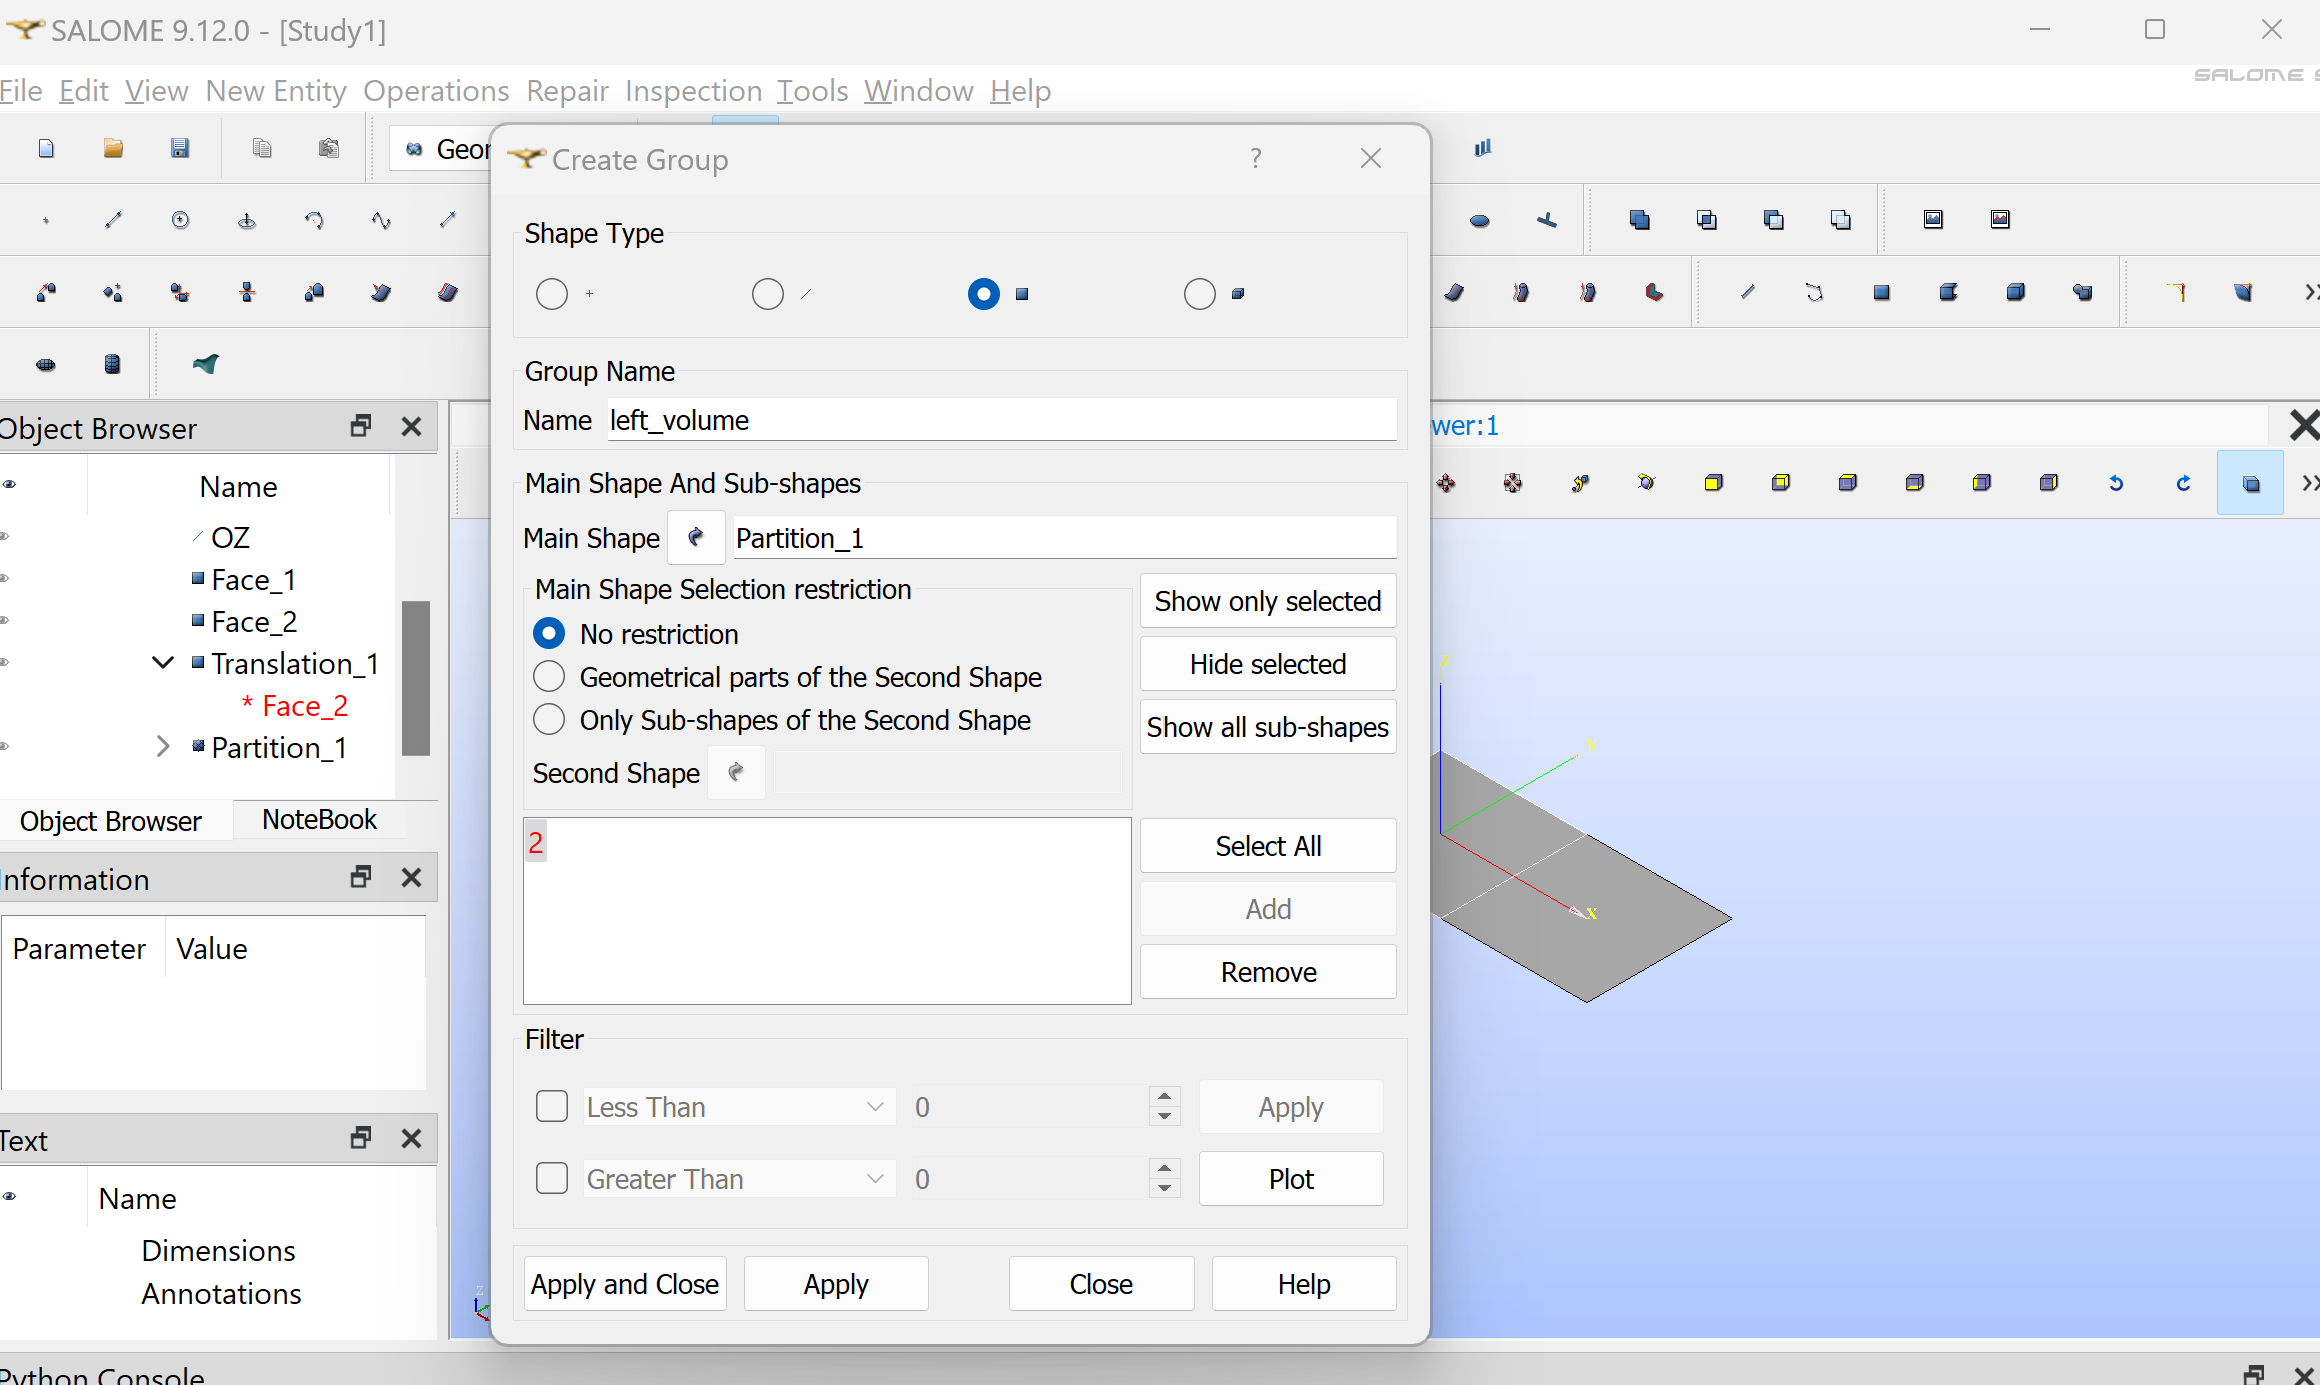 SALOME 9.12.0 - [Study1]
File Edit View New Entity Operations Repair Inspection Tools Window Help
SALOME
Geor
Create Group
?
Shape Type
Group Name
Name left_volume
Main Shape And Sub-shapes
Main Shape Partition_1
Main Shape Selection restriction
No restriction
Geometrical parts of the Second Shape
Only Sub-shapes of the Second Shape
Second Shape
Show only selected
Hide selected
Show all sub-shapes
2
Select All
Add
Remove
Filter
Less Than 0 Apply
Greater Than 0 Plot
Apply and Close Apply Close Help
Object Browser
Name
OZ
Face_1
Face_2
Translation_1
* Face_2
Partition_1
Object Browser NoteBook
Information
Parameter Value
Text
Name
Dimensions
Annotations
wer:1
X
Python Console